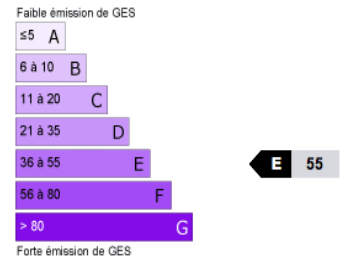 Faible émission de GES
≤5 A
6 à 10 B
11 à 20 C
21 à 35 D
36 à 55 E
E 55
56 à 80 F
> 80 G
Forte émission de GES